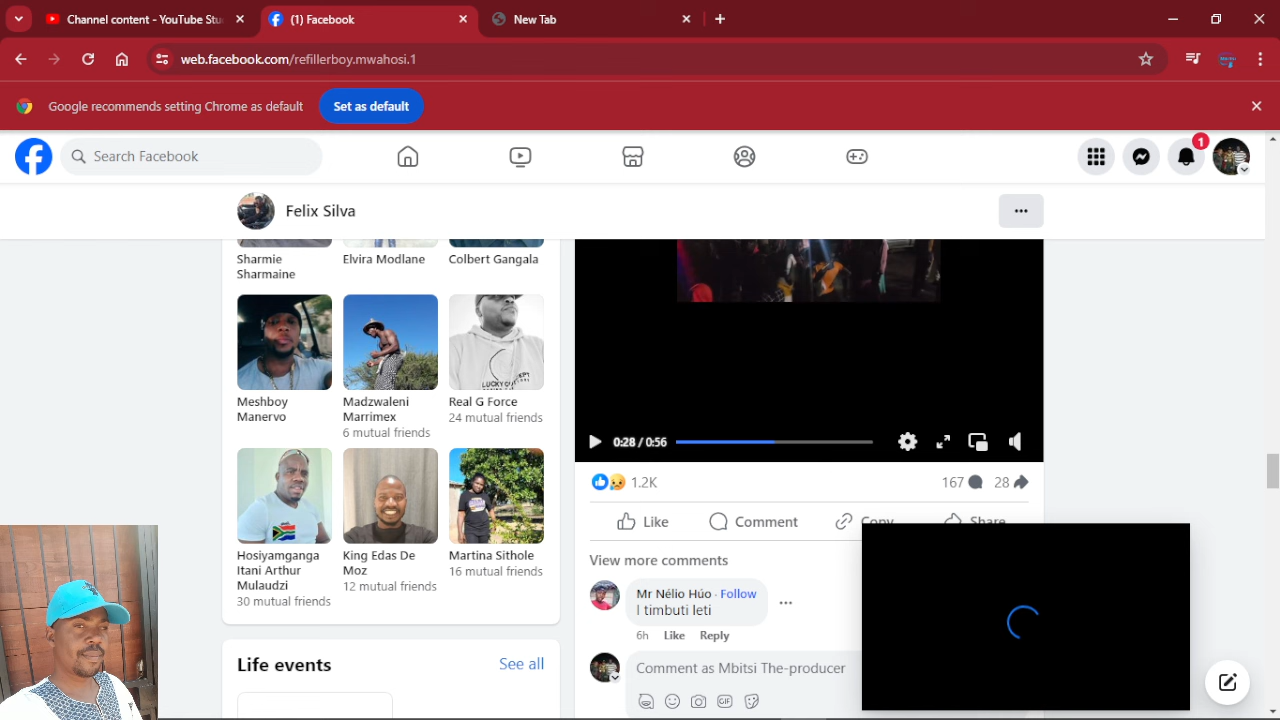 Channel content - YouTube Stu
(1) Facebook
New Tab
web.facebook.com/refillerboy.mwahosi.1
Google recommends setting Chrome as default
Set as default
Search Facebook
1
Felix Silva
Sharmie Sharmaine
Elvira Modlane
Colbert Gangala
Meshboy Manervo
Madzwaleni Marrimex
6 mutual friends
Real G Force
24 mutual friends
LUCKY
Hosiyamganga
Itani Arthur
Mulaudzi
30 mutual friends
King Edas De
Moz
12 mutual friends
Martina Sithole
16 mutual friends
Life events
See all
0:28 / 0:56
1.2K
167
28
Like
Comment
Copy
Share
View more comments
Mr Nélio Húo · Follow
I timbuti leti
6h Like Reply
Comment as Mbitsi The-producer
GIF